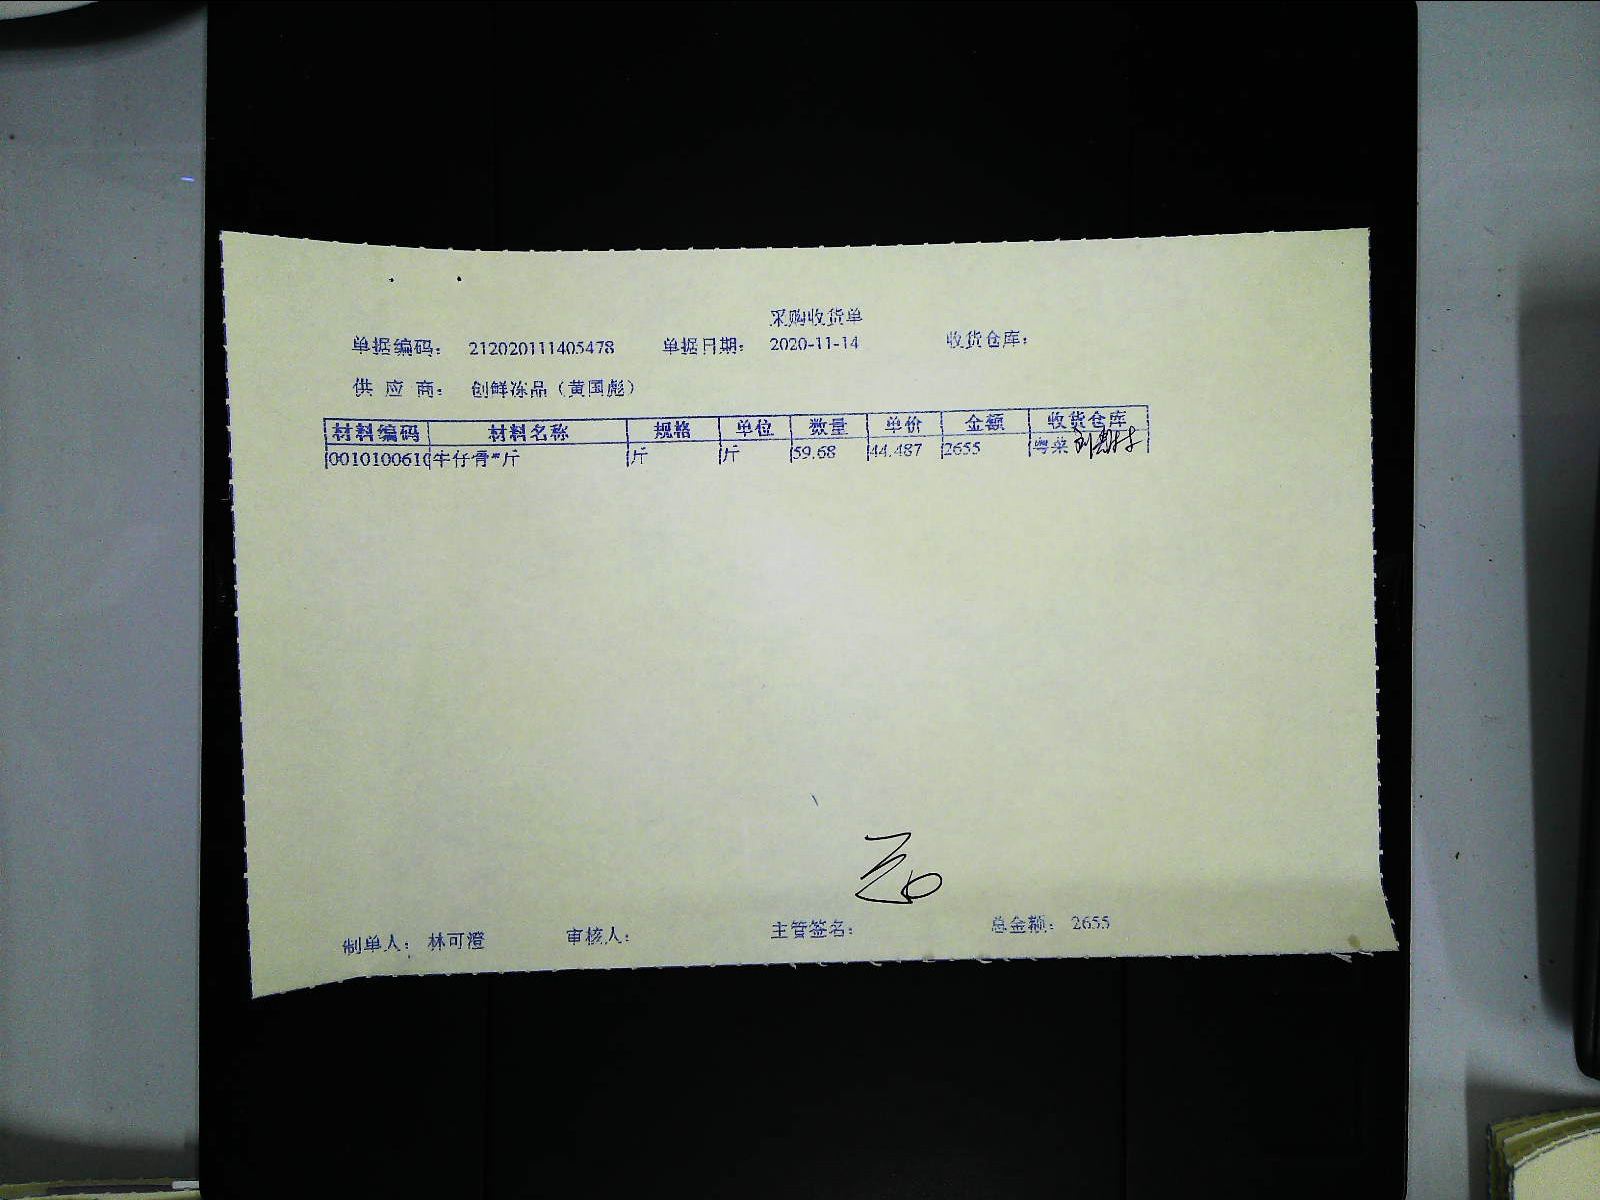 采购收货单
单据编码： 212020111405478 单据日期： 2020-11-14 收货仓库：
供 应 商： 创鲜冻品（黄国彪）
材料编码 材料名称 规格 单位 数量 单价 金额 收货仓库
0010100610 牛仔骨*斤 斤 斤 59.68 44.487 2655 粤菜
制单人： 林可澄 审核人： 主管签名： 总金额： 2655